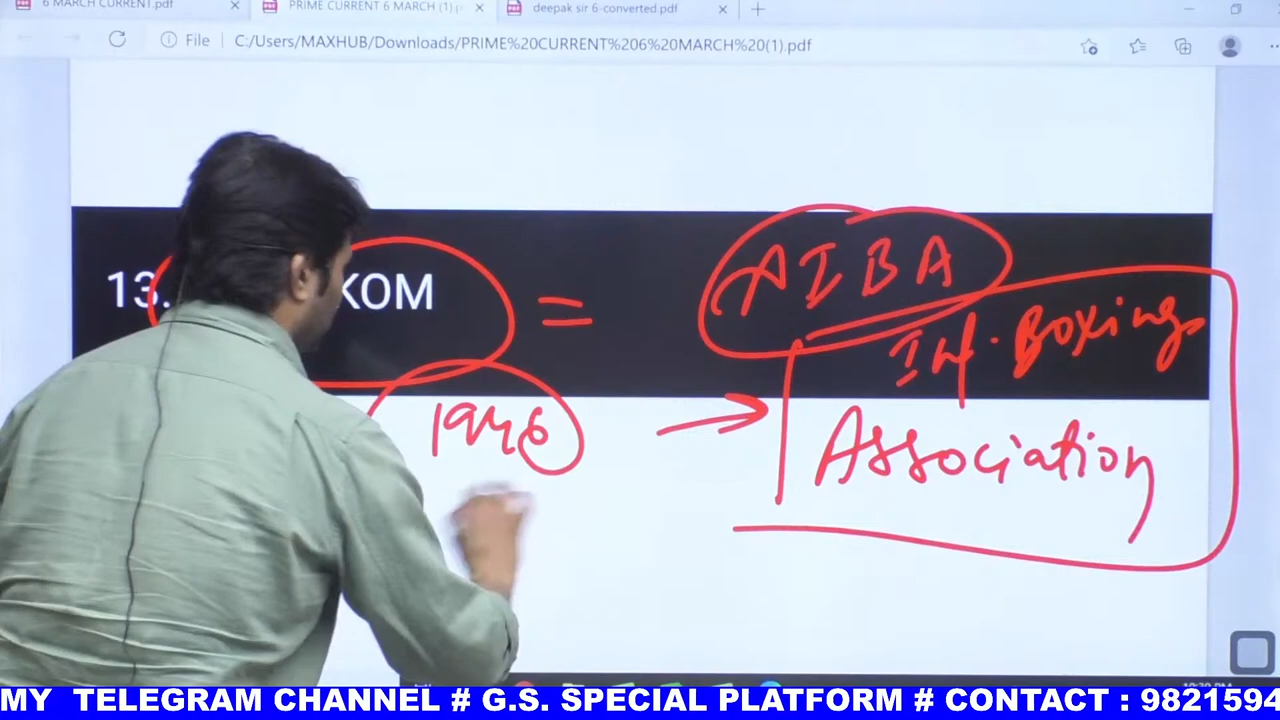 6 MARCH CURRENT.pdf
PRIME CURRENT 6 MARCH (1).p
deepak sir 6-converted.pdf
File
C:/Users/MAXHUB/Downloads/PRIME%20CURRENT%206%20MARCH%20(1).pdf
13. KOM =
AIBA
Int. Boxing
1946
Association
MY TELEGRAM CHANNEL # G.S. SPECIAL PLATFORM # CONTACT : 9821594